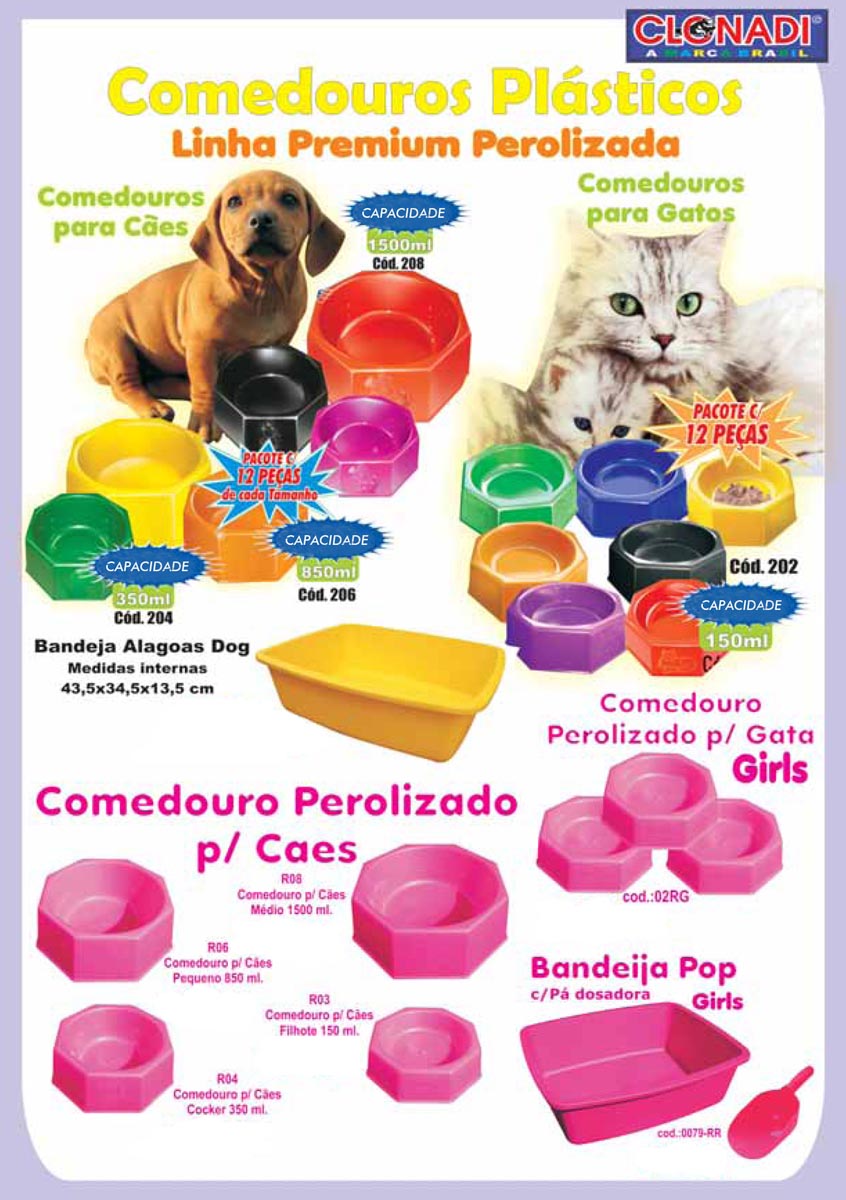 CLONADI
A MARCA BRASIL
Comedouros Plásticos
Linha Premium Perolizada
Comedouros
para Cães
CAPACIDADE
1500ml
Cód. 208
Comedouros
para Gatos
PACOTE C/
12 PEÇAS
PACOTE C/
12 PEÇAS
de cada Tamanho
CAPACIDADE
350ml
Cód. 204
CAPACIDADE
850ml
Cód. 206
Cód. 202
CAPACIDADE
150ml
Bandeja Alagoas Dog
Medidas internas
43,5x34,5x13,5 cm
Comedouro
Perolizado p/ Gata
Girls
cod.:02RG
Comedouro Perolizado
p/ Caes
R08
Comedouro p/ Cães
Médio 1500 ml.
R06
Comedouro p/ Cães
Pequeno 850 ml.
R03
Comedouro p/ Cães
Filhote 150 ml.
R04
Comedouro p/ Cães
Cocker 350 ml.
Bandeija Pop
c/Pá dosadora
Girls
cod.:0079-RR